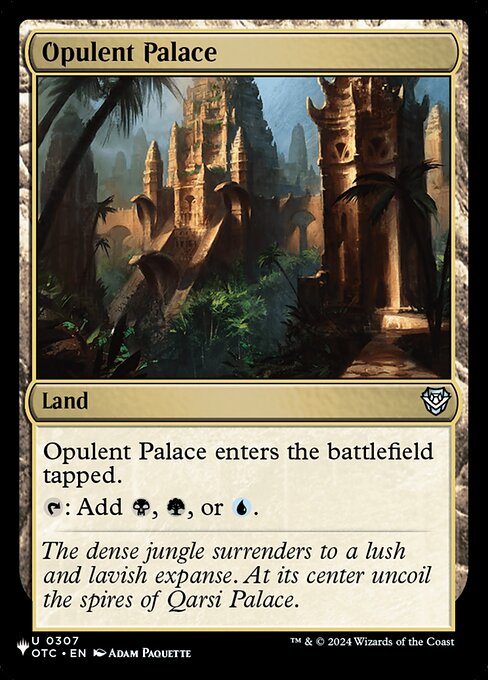 Opulent Palace
Land
Opulent Palace enters the battlefield
tapped.
: Add , , or .
The dense jungle surrenders to a lush
and lavish expanse. At its center uncoil
the spires of Qarsi Palace.
U 0307
OTC • EN Adam Paquette
™ & © 2024 Wizards of the Coast